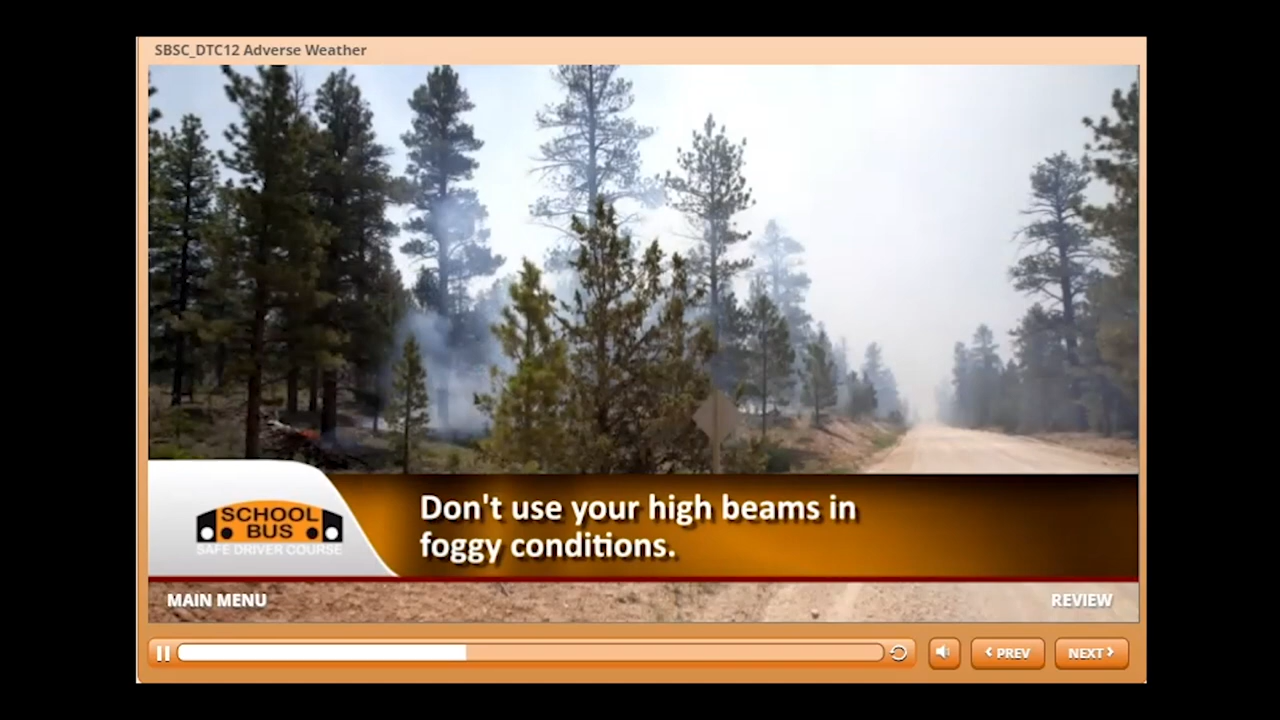 SBSC_DTC12 Adverse Weather
SCHOOL
BUS
SAFE DRIVER COURSE
Don't use your high beams in
foggy conditions.
MAIN MENU
REVIEW
PREV
NEXT